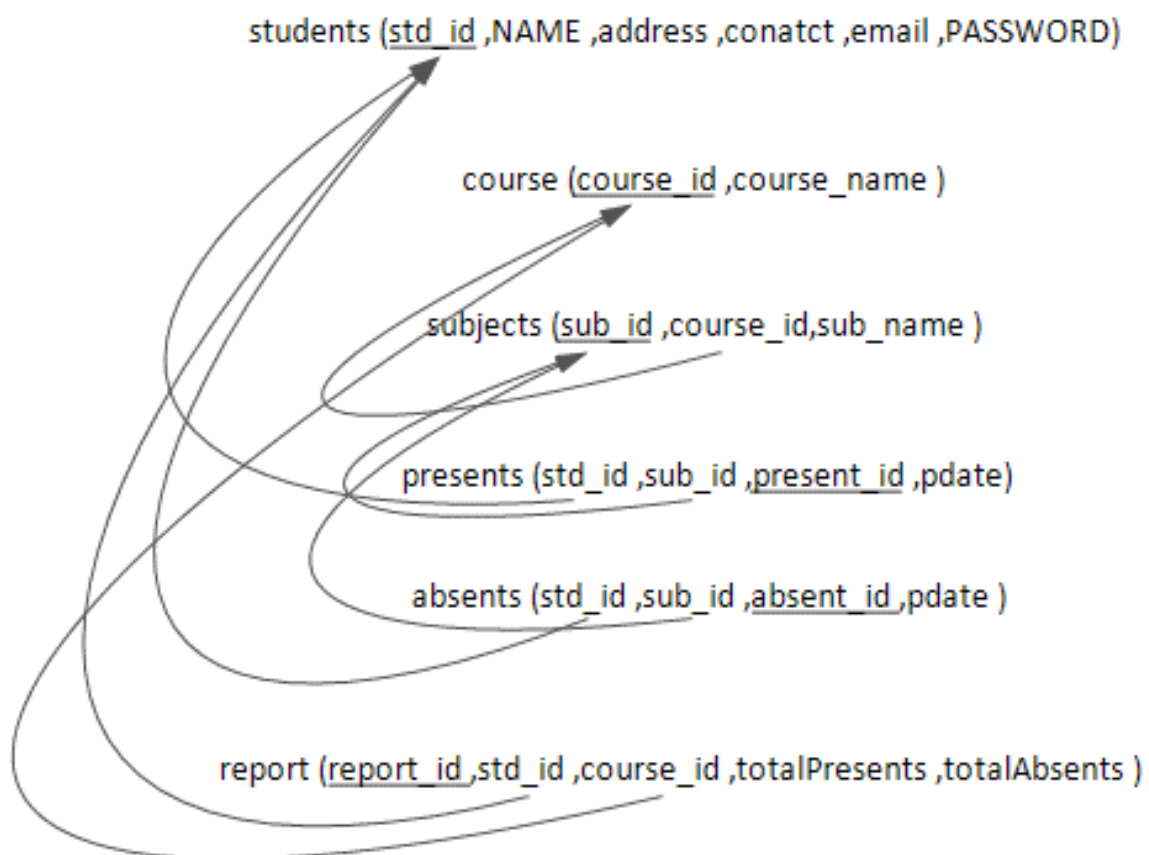 students (std_id ,NAME ,address ,conatct ,email ,PASSWORD)
course (course_id ,course_name )
subjects (sub_id ,course_id,sub_name )
presents (std_id ,sub_id ,present_id ,pdate)
absents (std_id ,sub_id ,absent_id ,pdate )
report (report_id ,std_id ,course_id ,totalPresents ,totalAbsents )